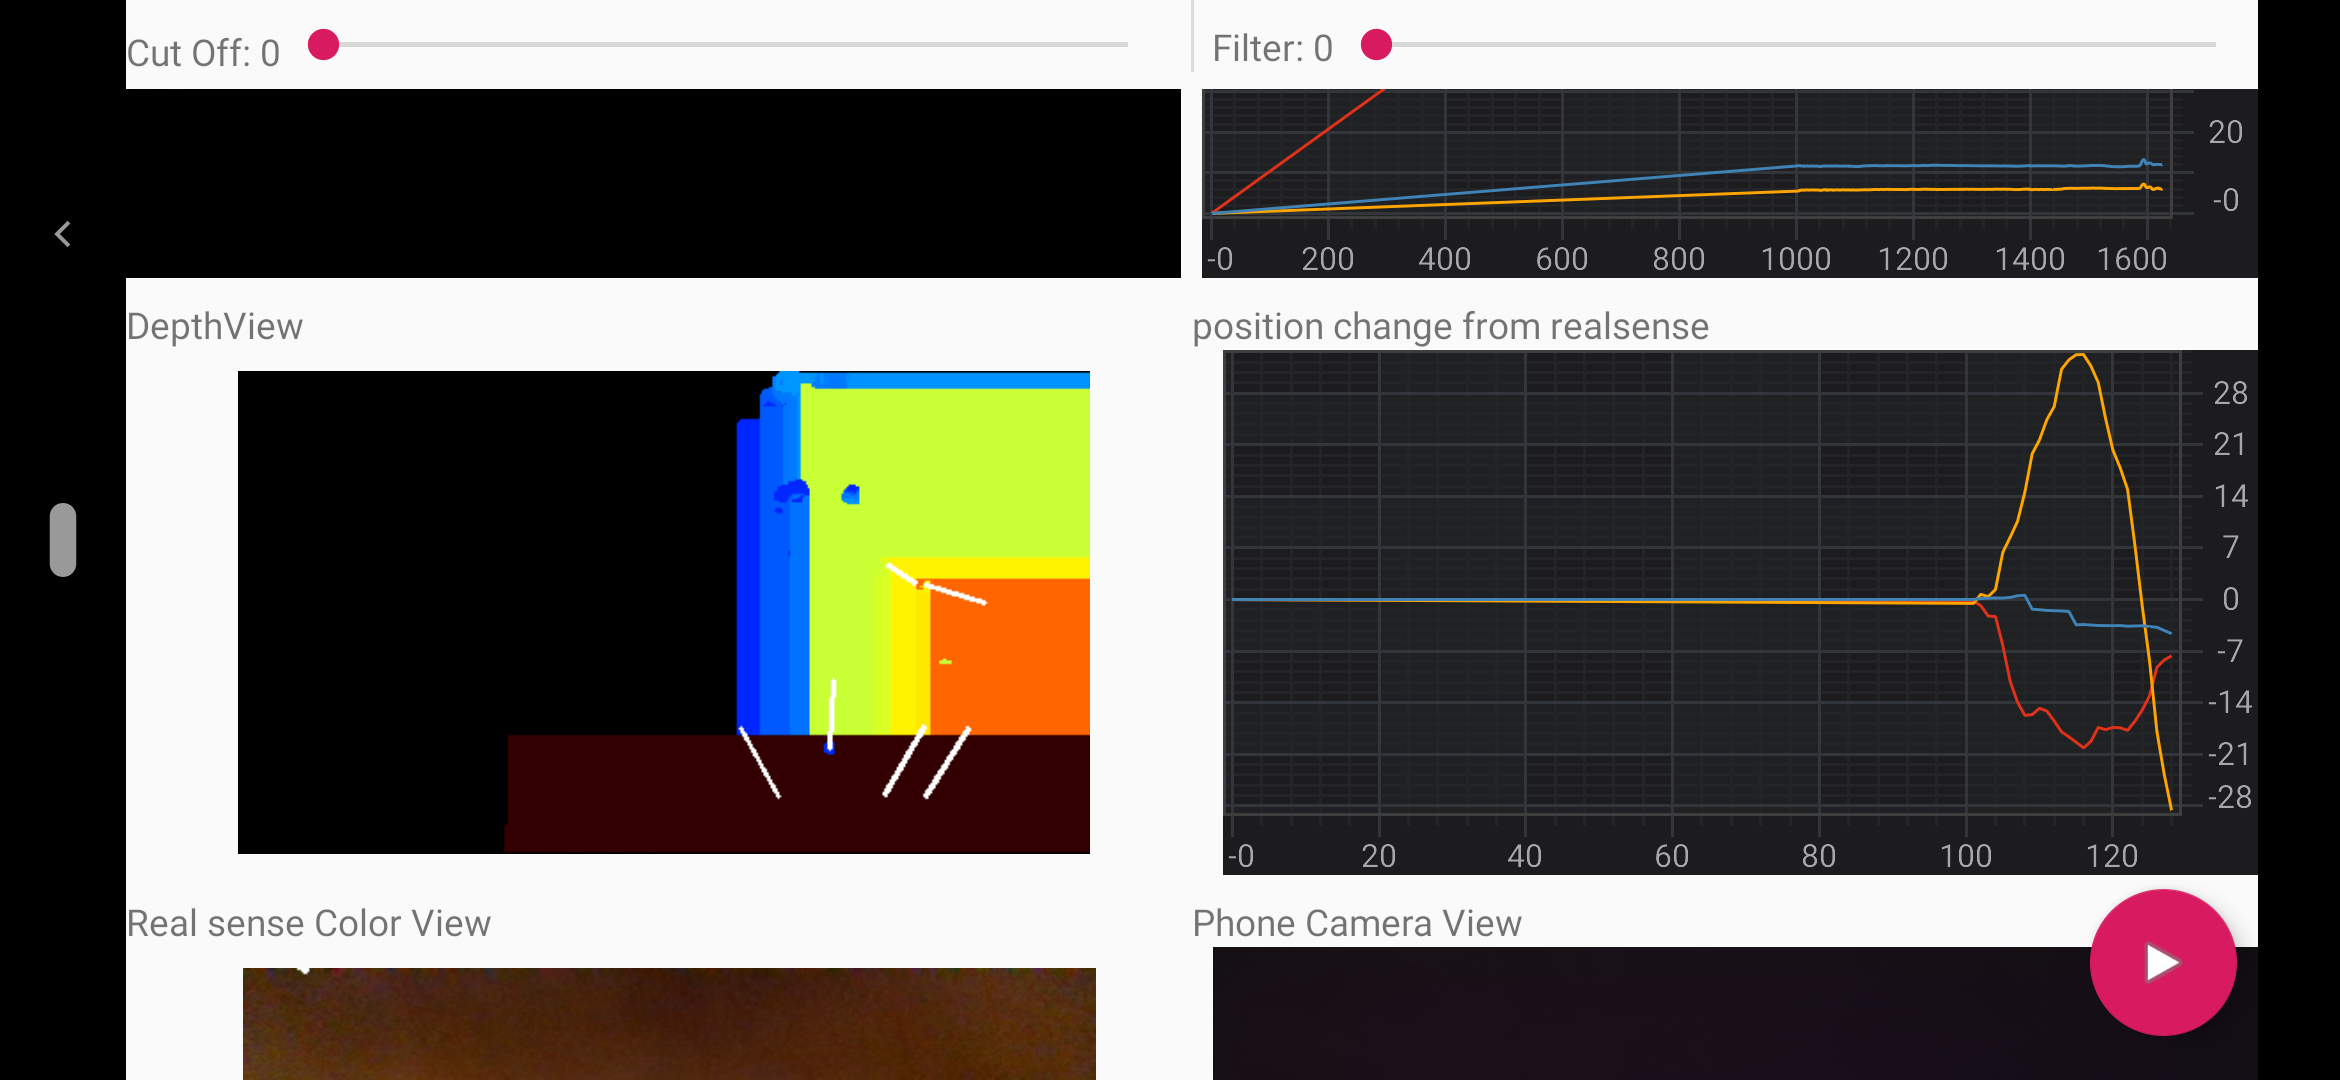 Cut Off: 0
Filter: 0
20
-0
-0 200 400 600 800 1000 1200 1400 1600
DepthView
position change from realsense
28
21
14
7
0
-7
-14
-21
-28
-0 20 40 60 80 100 120
Real sense Color View
Phone Camera View